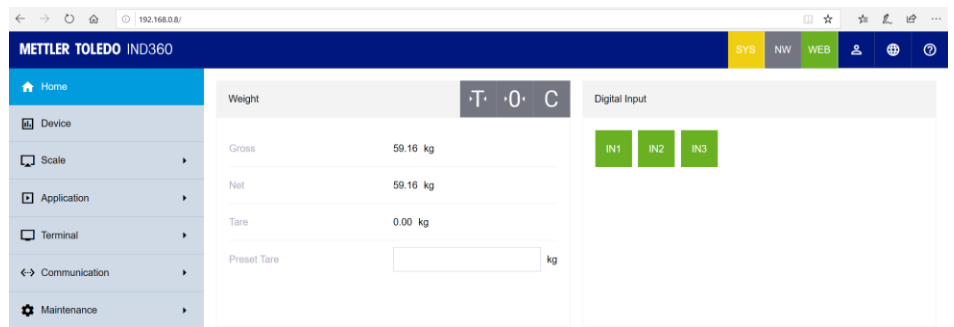 192.168.0.8/
METTLER TOLEDO IND360
SYS NW WEB
Home
Device
Scale
Application
Terminal
Communication
Maintenance
Weight
T 0 C
Gross 59.16 kg
Net 59.16 kg
Tare 0.00 kg
Preset Tare kg
Digital Input
IN1 IN2 IN3